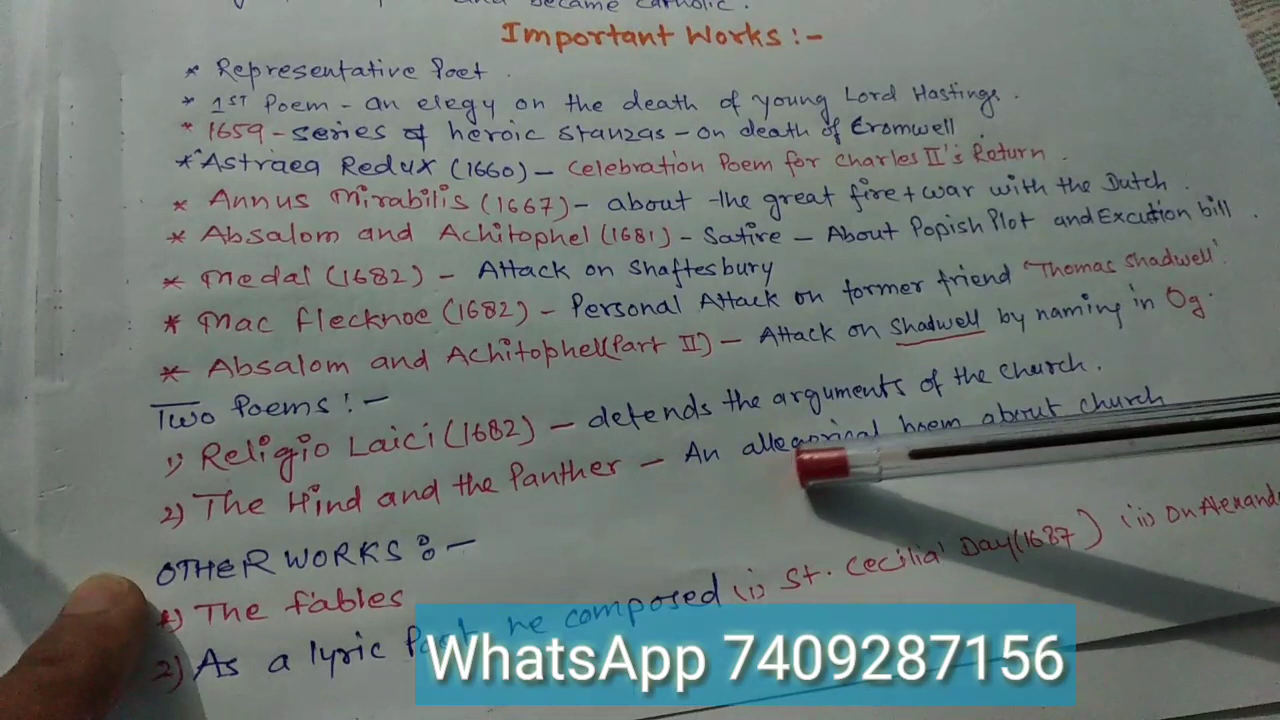 and became catholic.
Important Works :-
* Representative Poet.
* 1ST Poem - an elegy on the death of young Lord Hastings.
* 1659 - series of heroic stanzas - on death of Cromwell
* Astraea Redux (1660) - Celebration Poem for Charles II's Return.
* Annus Mirabilis (1667) - about the great fire + war with the Dutch.
* Absalom and Achitophel (1681) - Satire - About Popish Plot and Excution bill.
* Medal (1682) - Attack on Shaftesbury
* Mac Flecknoe (1682) - Personal Attack on former friend 'Thomas Shadwell'.
* Absalom and Achitophel (Part II) - Attack on Shadwell by naming in Og.
Two Poems :-
1) Religio Laici (1682) - defends the arguments of the church.
2) The Hind and the Panther - An allegorical poem about church
OTHER WORKS :-
1) The fables
2) As a lyric he composed (i) St. Cecilia' Day (1687) (ii) On
WhatsApp 7409287156